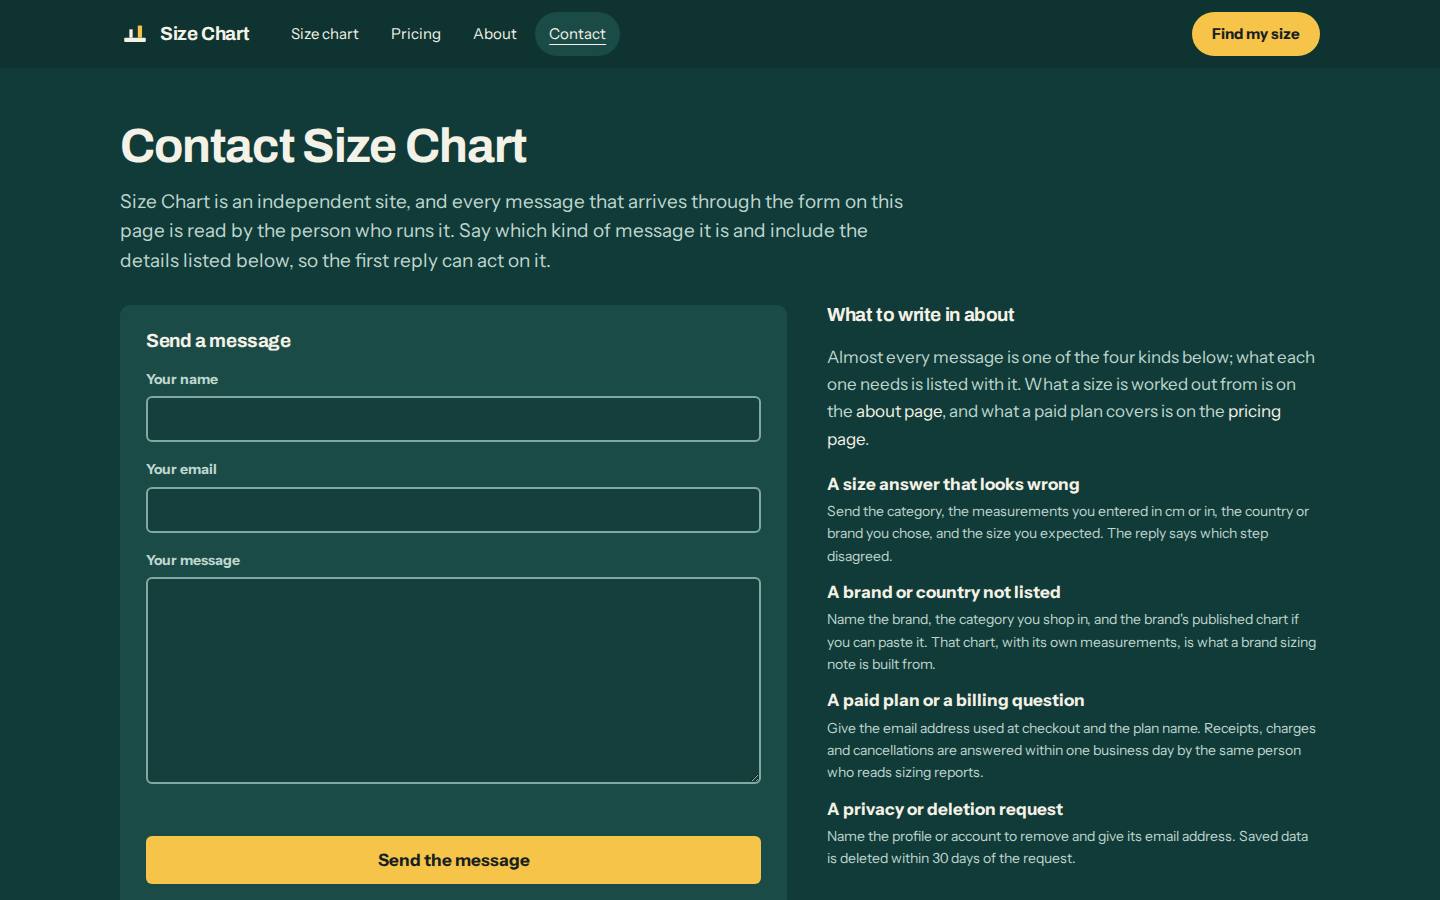 Size Chart
Size chart
Pricing
About
Contact
Find my size
Contact Size Chart
Size Chart is an independent site, and every message that arrives through the form on this
page is read by the person who runs it. Say which kind of message it is and include the
details listed below, so the first reply can act on it.
Send a message
Your name
Your email
Your message
Send the message
What to write in about
Almost every message is one of the four kinds below; what each
one needs is listed with it. What a size is worked out from is on
the about page, and what a paid plan covers is on the pricing
page.
A size answer that looks wrong
Send the category, the measurements you entered in cm or in, the country or
brand you chose, and the size you expected. The reply says which step
disagreed.
A brand or country not listed
Name the brand, the category you shop in, and the brand's published chart if
you can paste it. That chart, with its own measurements, is what a brand sizing
note is built from.
A paid plan or a billing question
Give the email address used at checkout and the plan name. Receipts, charges
and cancellations are answered within one business day by the same person
who reads sizing reports.
A privacy or deletion request
Name the profile or account to remove and give its email address. Saved data
is deleted within 30 days of the request.